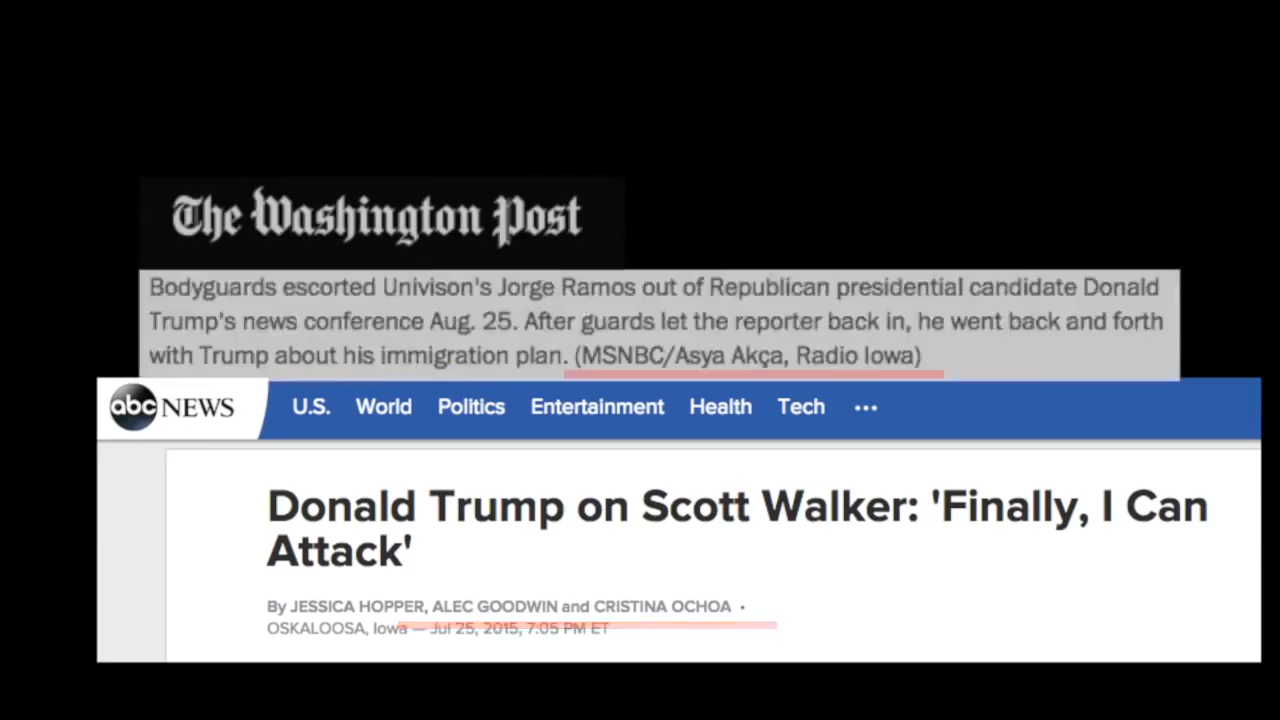 The Washington Post
Bodyguards escorted Univison's Jorge Ramos out of Republican presidential candidate Donald
Trump's news conference Aug. 25. After guards let the reporter back in, he went back and forth
with Trump about his immigration plan. (MSNBC/Asya Akça, Radio Iowa)
abc NEWS U.S. World Politics Entertainment Health Tech •••
Donald Trump on Scott Walker: 'Finally, I Can
Attack'
By JESSICA HOPPER, ALEC GOODWIN and CRISTINA OCHOA •
OSKALOOSA, Iowa — Jul 25, 2015, 7:05 PM ET